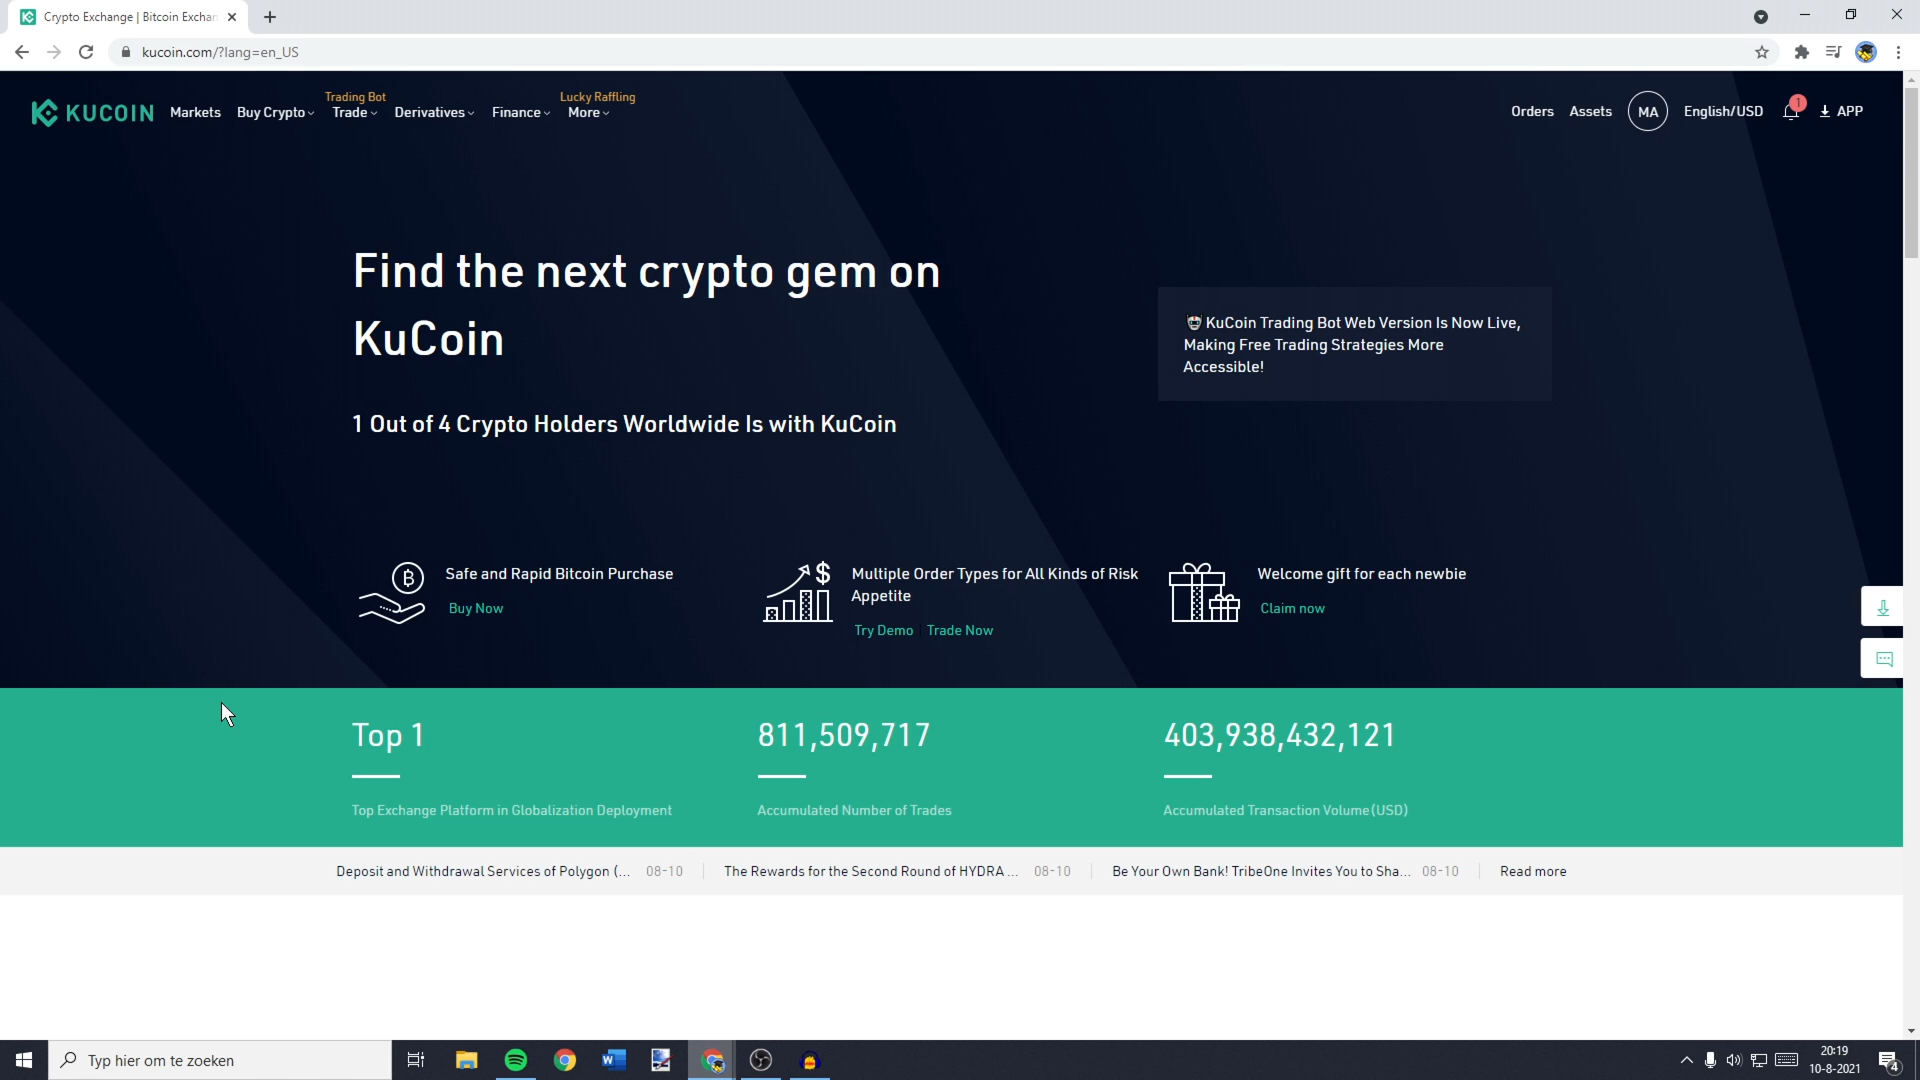 Crypto Exchange | Bitcoin Exchan
kucoin.com/?lang=en_US
KUCOIN
Markets
Buy Crypto
Trading Bot
Trade
Derivatives
Finance
Lucky Raffling
More
Orders
Assets
MA
English/USD
1
APP
Find the next crypto gem on
KuCoin
1 Out of 4 Crypto Holders Worldwide Is with KuCoin
KuCoin Trading Bot Web Version Is Now Live,
Making Free Trading Strategies More
Accessible!
Safe and Rapid Bitcoin Purchase
Buy Now
Multiple Order Types for All Kinds of Risk
Appetite
Try Demo
Trade Now
Welcome gift for each newbie
Claim now
Top 1
Top Exchange Platform in Globalization Deployment
811,509,717
Accumulated Number of Trades
403,938,432,121
Accumulated Transaction Volume(USD)
Deposit and Withdrawal Services of Polygon (... 08-10
The Rewards for the Second Round of HYDRA ... 08-10
Be Your Own Bank! TribeOne Invites You to Sha... 08-10
Read more
Typ hier om te zoeken
20:19
10-8-2021
4